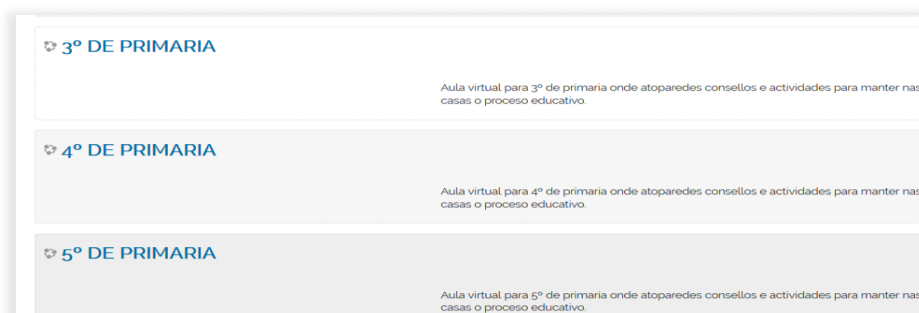 3º DE PRIMARIA
Aula virtual para 3º de primaria onde atoparedes consellos e actividades para manter nas
casas o proceso educativo.
4º DE PRIMARIA
Aula virtual para 4º de primaria onde atoparedes consellos e actividades para manter nas
casas o proceso educativo.
5º DE PRIMARIA
Aula virtual para 5º de primaria onde atoparedes consellos e actividades para manter nas
casas o proceso educativo.